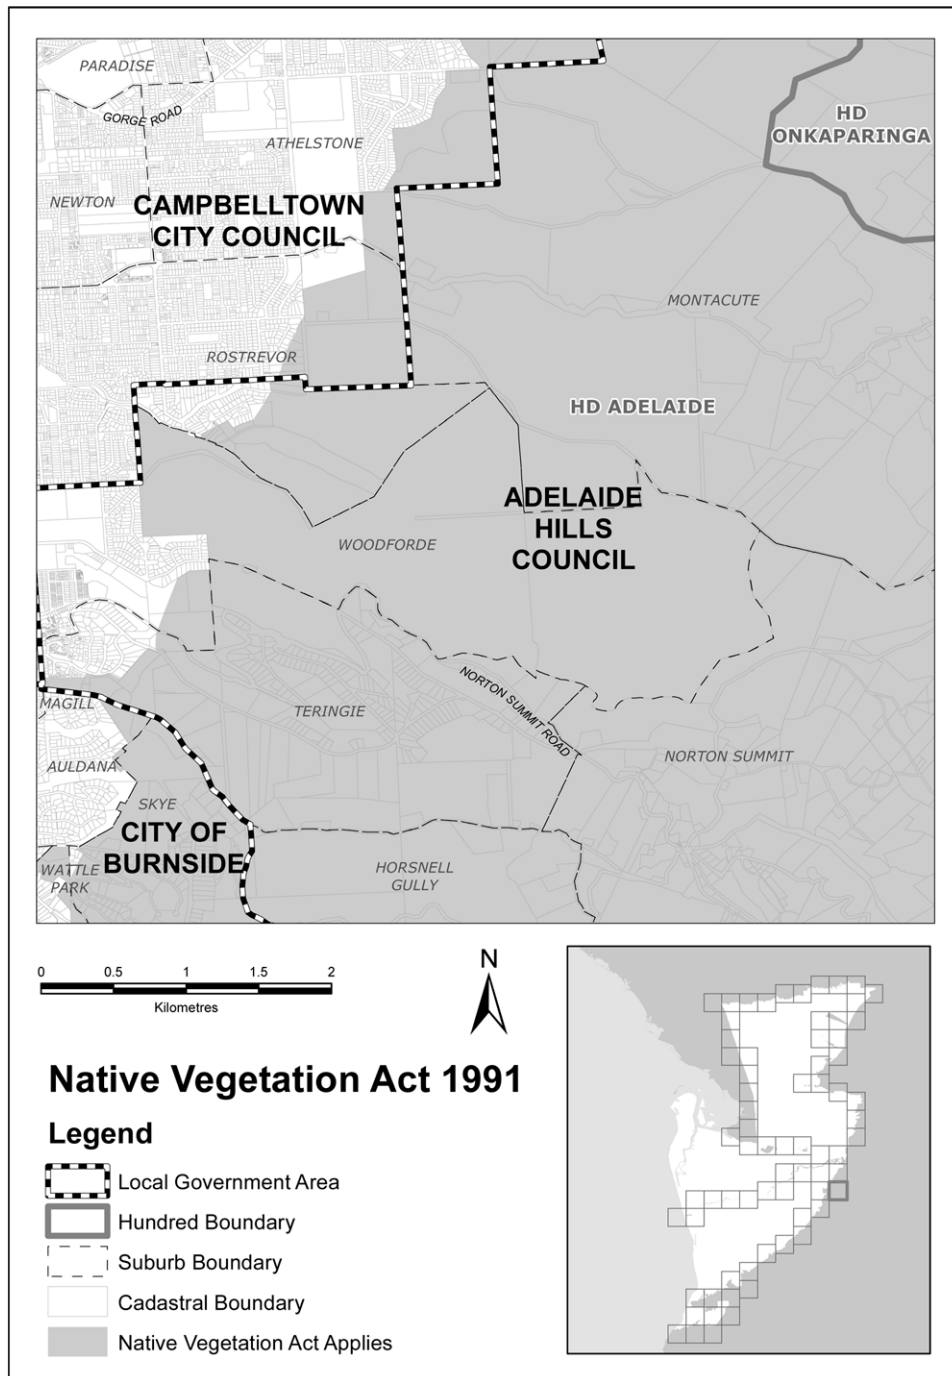 PARADISE
GORGE ROAD
ATHELSTONE
HD
ONKAPARINGA
NEWTON
CAMPBELLTOWN
CITY COUNCIL
MONTACUTE
ROSTREVOR
HD ADELAIDE
ADELAIDE
HILLS
COUNCIL
WOODFORDE
NORTON SUMMIT ROAD
MAGILL
TERINGIE
AULDANA
NORTON SUMMIT
SKYE
CITY OF
BURNSIDE
WATTLE
PARK
HORSNELL
GULLY
0 0.5 1 1.5 2
Kilometres
N
Native Vegetation Act 1991
Legend
Local Government Area
Hundred Boundary
Suburb Boundary
Cadastral Boundary
Native Vegetation Act Applies